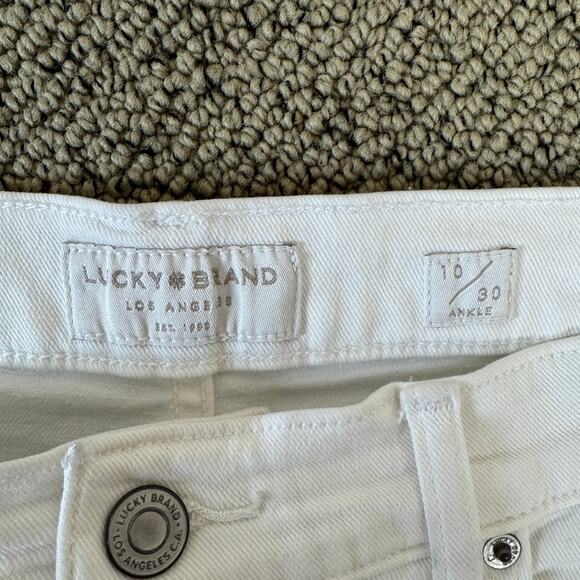 LUCKY BRAND
LOS ANGELES
EST. 1990
10/30
ANKLE
LUCKY BRAND
LOS ANGELES C.A.